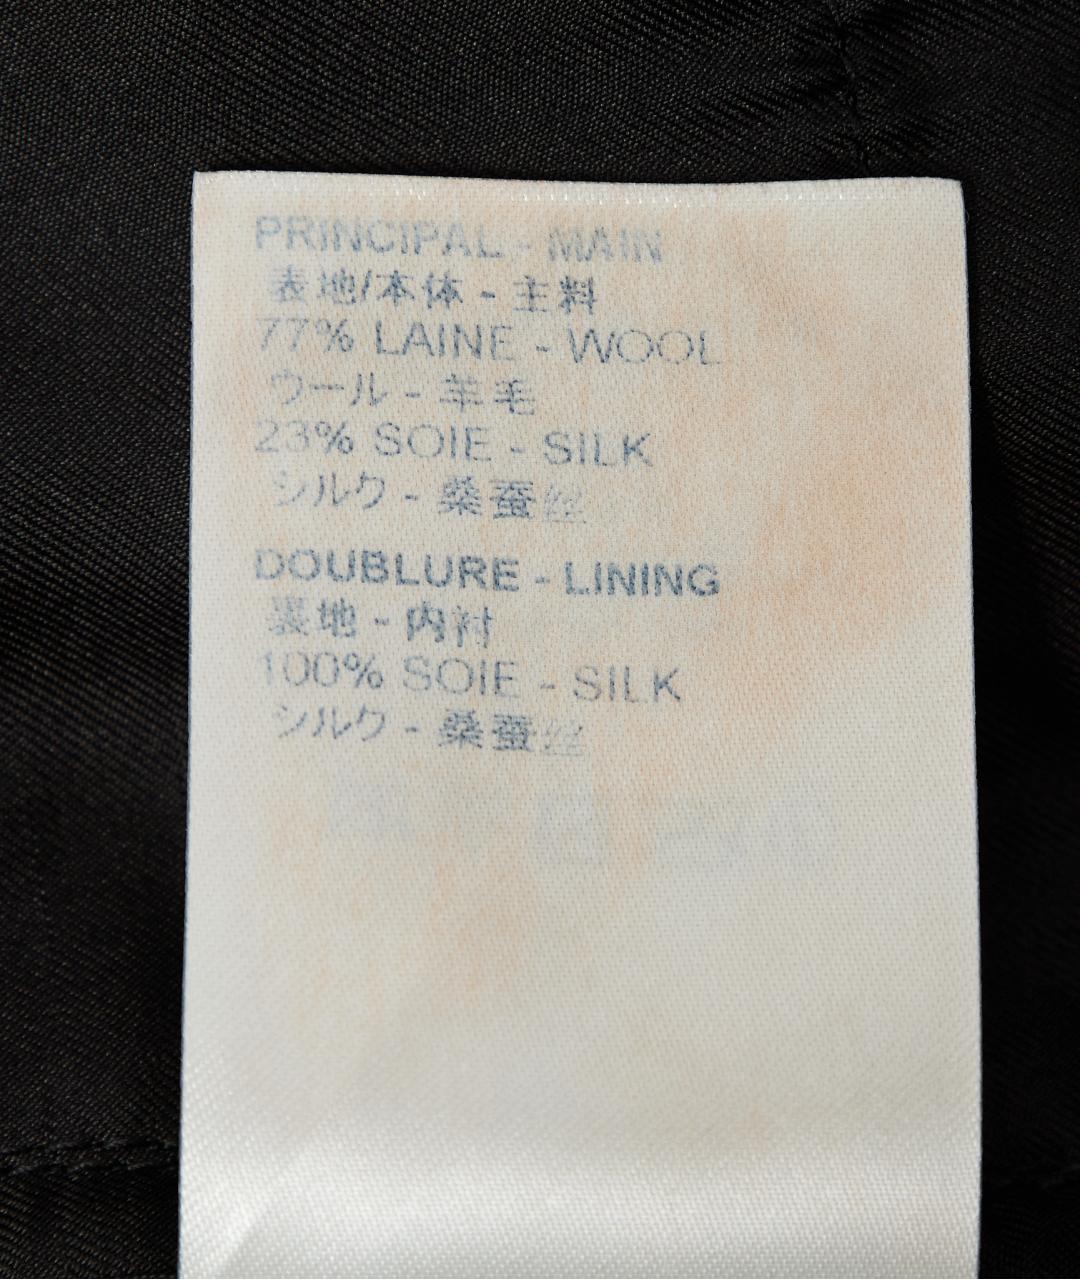 PRINCIPAL - MAIN
表地/本体 - 主料
77% LAINE - WOOL
ウール - 羊毛
23% SOIE - SILK
シルク - 桑蚕丝
DOUBLURE - LINING
裏地 - 内衬
100% SOIE - SILK
シルク - 桑蚕丝